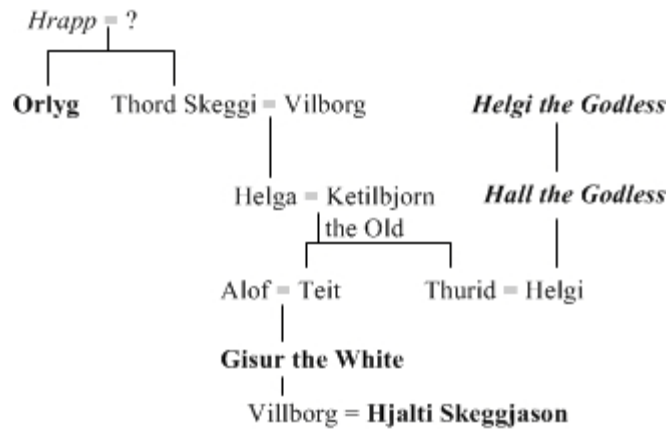 Hrapp = ?
Orlyg Thord Skeggi = Vilborg Helgi the Godless
Helga = Ketilbjorn Hall the Godless
the Old
Alof = Teit Thurid = Helgi
Gisur the White
Villborg = Hjalti Skeggjason